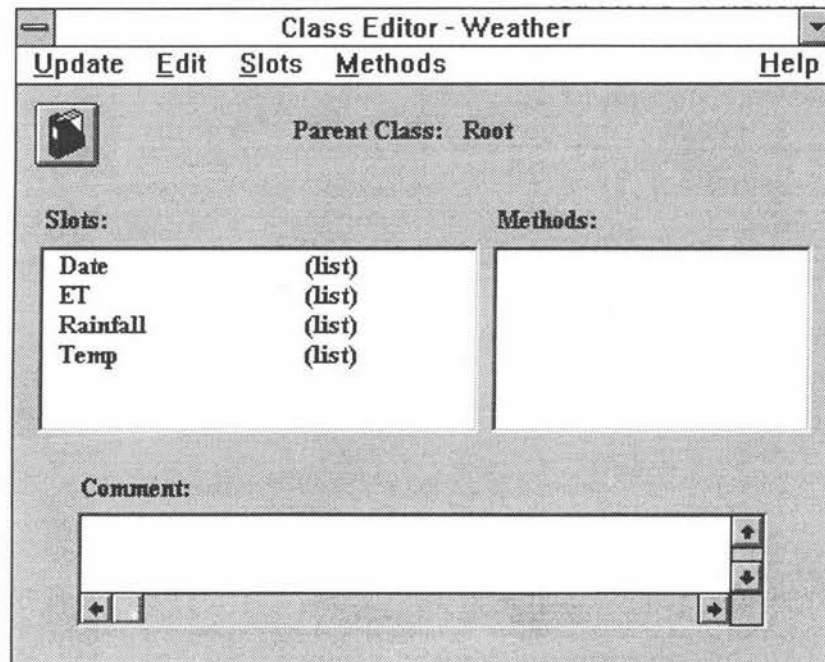 Class Editor - Weather
Update Edit Slots Methods Help
Parent Class: Root
Slots:
Methods:
Date (list)
ET (list)
Rainfall (list)
Temp (list)
Comment: